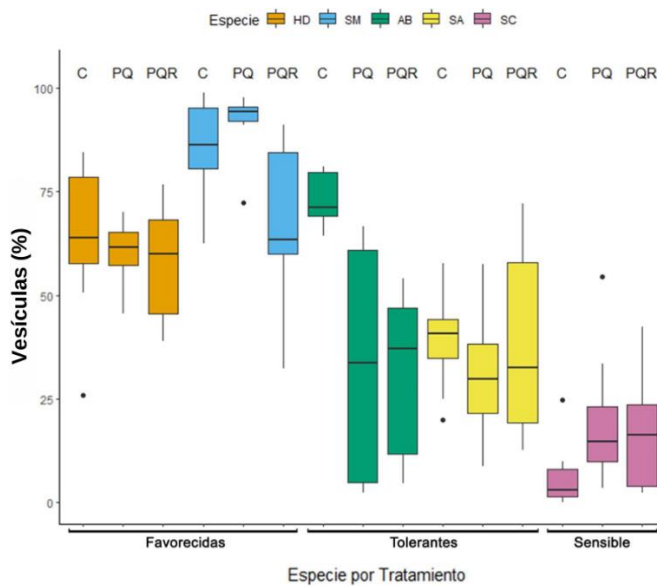 Especie HD SM AB SA SC
C PQ PQR C PQ PQR C PQ PQR C PQ PQR C PQ PQR
100
75
50
25
0
Vesículas (%)
Favorecidas Tolerantes Sensible
Especie por Tratamiento